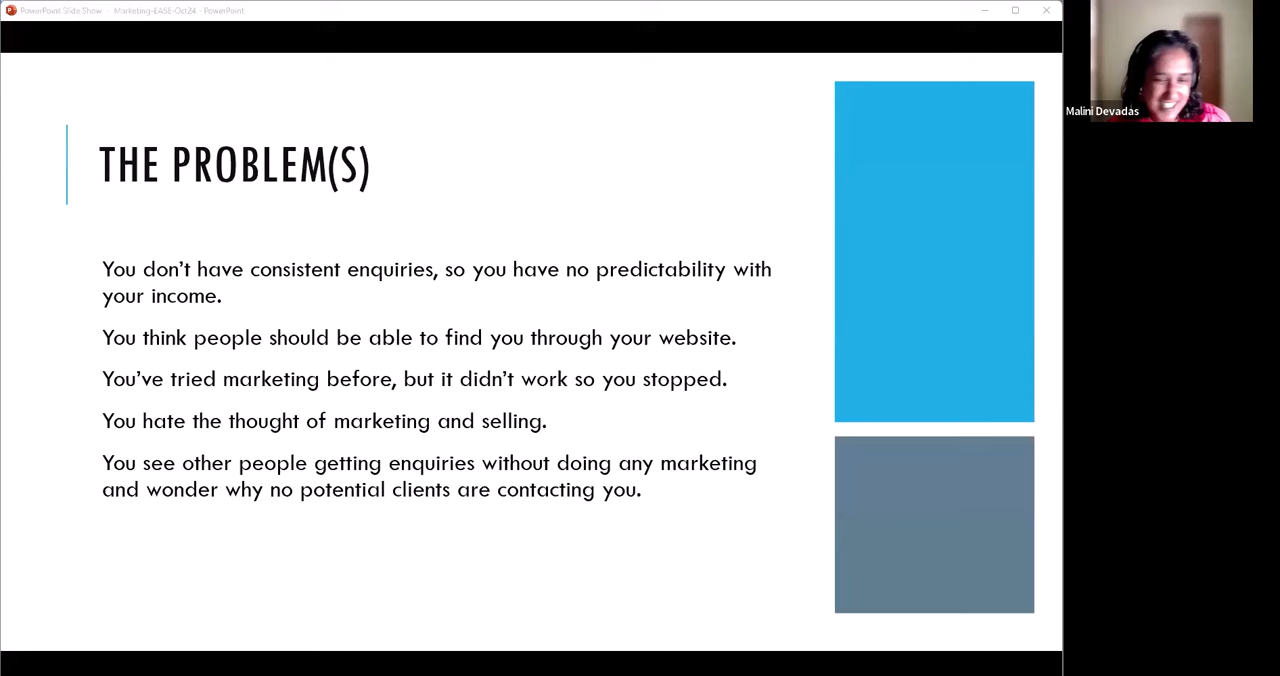 PowerPoint Slide Show - Marketing-EASE-Oct24 - PowerPoint
Malini Devadas
THE PROBLEM(S)
You don't have consistent enquiries, so you have no predictability with
your income.
You think people should be able to find you through your website.
You've tried marketing before, but it didn't work so you stopped.
You hate the thought of marketing and selling.
You see other people getting enquiries without doing any marketing
and wonder why no potential clients are contacting you.